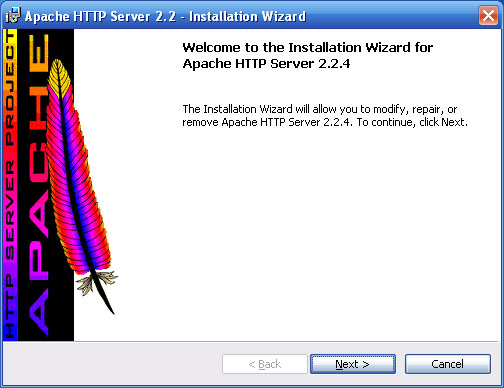 Apache HTTP Server 2.2 - Installation Wizard
HTTP SERVER PROJECT
APACHE
Welcome to the Installation Wizard for
Apache HTTP Server 2.2.4
The Installation Wizard will allow you to modify, repair, or
remove Apache HTTP Server 2.2.4. To continue, click Next.
< Back
Next >
Cancel